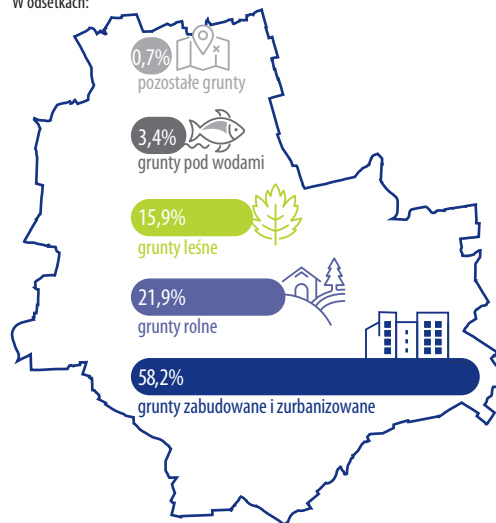 W odsetkach:
0,7%
pozostałe grunty
3,4%
grunty pod wodami
15,9%
grunty leśne
21,9%
grunty rolne
58,2%
grunty zabudowane i zurbanizowane